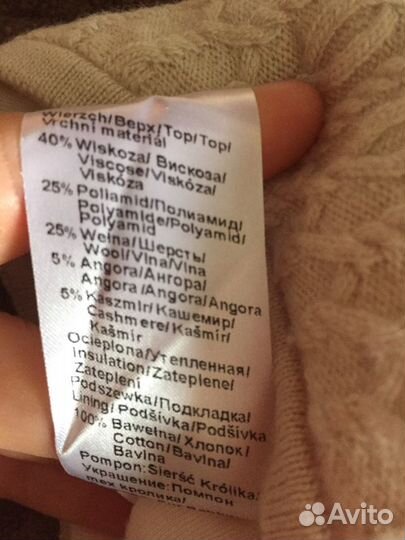 Wierzch/Верх/Top/Top/
Vrchní materiál
40% Wiskoza/ Вискоза/
Viscose/Viskóza/
Viskóza
25% Poliamid/Полиамид/
Polyamide/Polyamid/
Polyamid
25% Wełna/Шерсть/
Wool/Vlna/Vlna
5% Angora/Ангора/
Angora/Angora/Angora
5% Kaszmir/Кашемир/
Cashmere/Kašmír/
Kašmír
Ocieplona/Утепленная/
Insulation/Zateplene/
Zateplení
Podszewka/Подкладка/
Lining/Podšívka/Podšívka
100% Bawełna/Хлопок/
Cotton/Bavlna/
Bavlna
Pompon: Sierść Królika/
Украшение: Помпон
мех кролика/
Avito